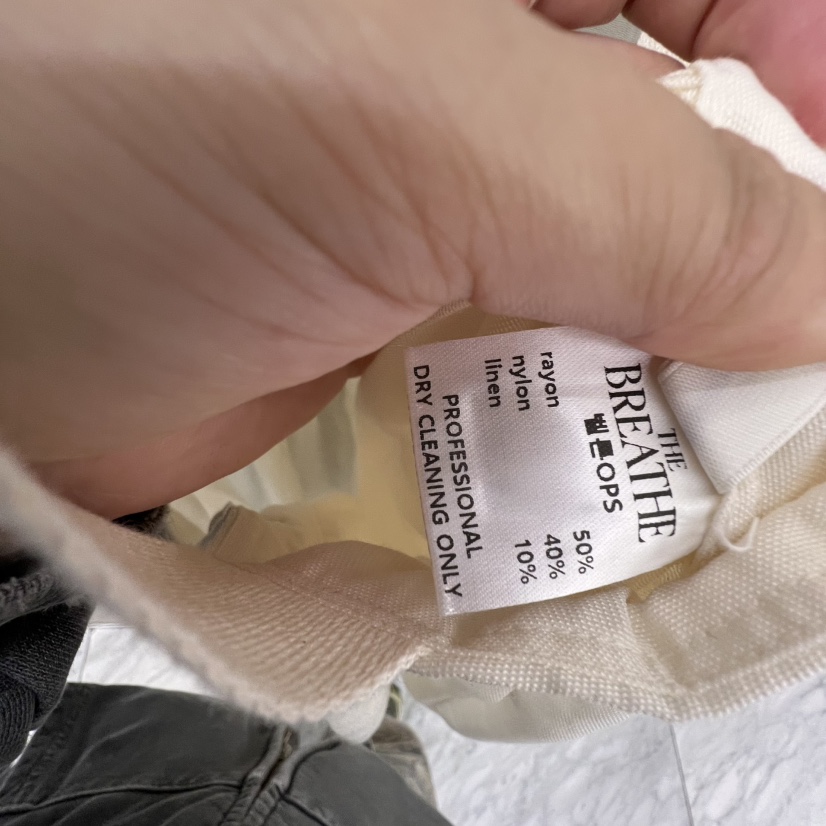 THE
BREATHE
OPS
rayon 50%
nylon 40%
linen 10%
PROFESSIONAL
DRY CLEANING ONLY